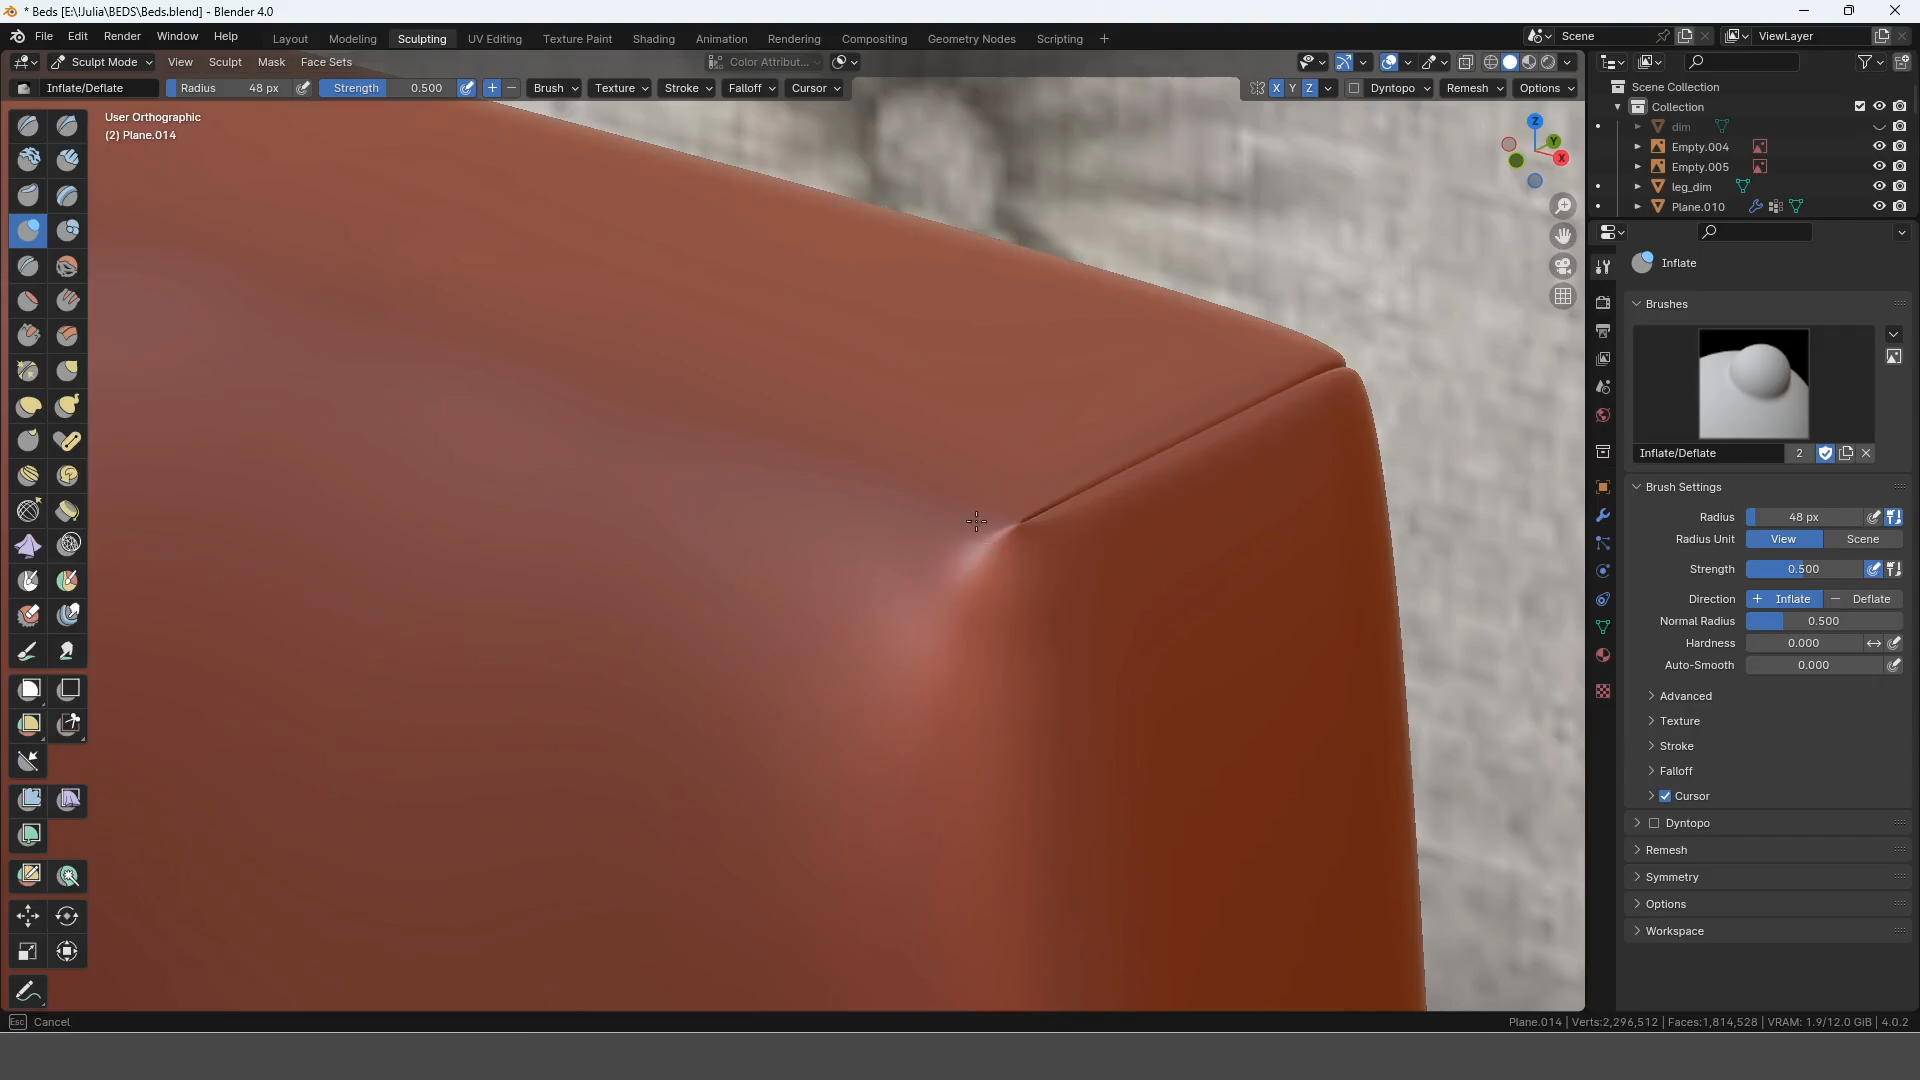 * Beds [E:\!Julia\BEDS\Beds.blend] - Blender 4.0
File Edit Render Window Help
Layout Modeling Sculpting UV Editing Texture Paint Shading Animation Rendering Compositing Geometry Nodes Scripting +
Scene
ViewLayer
Sculpt Mode View Sculpt Mask Face Sets
Color Attribut...
Inflate/Deflate
Radius 48 px
Strength 0.500
Brush Texture Stroke Falloff Cursor
X Y Z
Dyntopo Remesh Options
User Orthographic
(2) Plane.014
Z
Y
X
Scene Collection
Collection
dim
Empty.004
Empty.005
leg_dim
Plane.010
Inflate
Brushes
Inflate/Deflate 2
Brush Settings
Radius 48 px
Radius Unit View Scene
Strength 0.500
Direction + Inflate − Deflate
Normal Radius 0.500
Hardness 0.000
Auto-Smooth 0.000
Advanced
Texture
Stroke
Falloff
Cursor
Dyntopo
Remesh
Symmetry
Options
Workspace
Esc Cancel
Plane.014 | Verts:2,296,512 | Faces:1,814,528 | VRAM: 1.9/12.0 GiB | 4.0.2